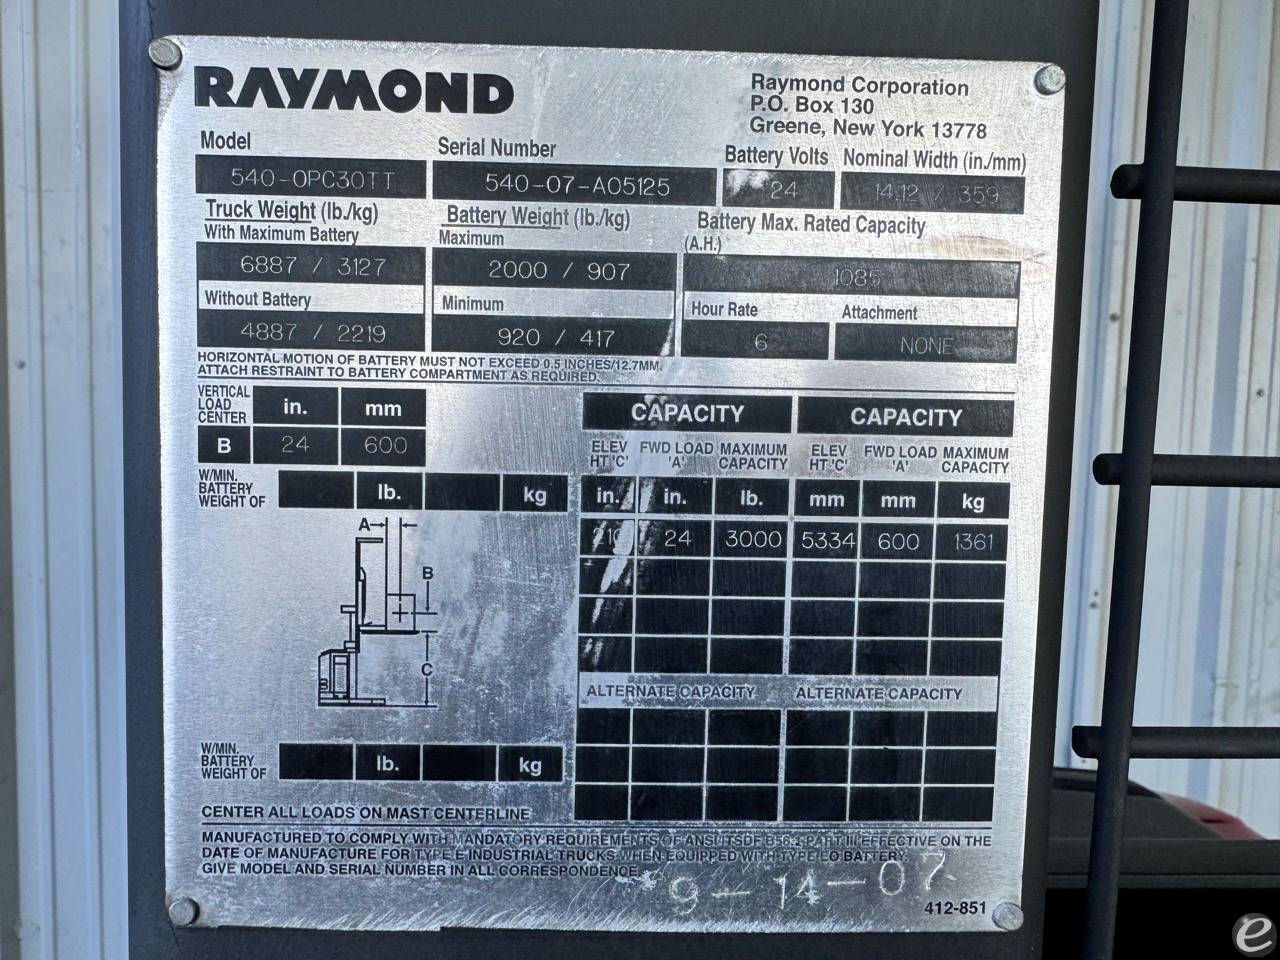 RAYMOND
Raymond Corporation
P.O. Box 130
Greene, New York 13778
Model
Serial Number
Battery Volts
Nominal Width (in./mm)
540-OPC30TT
540-07-A05125
24
14.12 / 359
Truck Weight (lb./kg)
With Maximum Battery
Battery Weight (lb./kg)
Maximum
Battery Max. Rated Capacity
(A.H.)
6887 / 3127
2000 / 907
1085
Without Battery
Minimum
Hour Rate
Attachment
4887 / 2219
920 / 417
6
NONE
HORIZONTAL MOTION OF BATTERY MUST NOT EXCEED 0.5 INCHES/12.7MM.
ATTACH RESTRAINT TO BATTERY COMPARTMENT AS REQUIRED.
VERTICAL
LOAD
CENTER
in.
mm
B
24
600
W/MIN.
BATTERY
WEIGHT OF
lb.
kg
CAPACITY
CAPACITY
ELEV
HT.'C'
FWD LOAD
'A'
MAXIMUM
CAPACITY
ELEV
HT.'C'
FWD LOAD
'A'
MAXIMUM
CAPACITY
in.
in.
lb.
mm
mm
kg
210
24
3000
5334
600
1361
A
B
C
ALTERNATE CAPACITY
ALTERNATE CAPACITY
W/MIN.
BATTERY
WEIGHT OF
lb.
kg
CENTER ALL LOADS ON MAST CENTERLINE
MANUFACTURED TO COMPLY WITH MANDATORY REQUIREMENTS OF ANSI/ITSDF B-56.1 PART III EFFECTIVE ON THE
DATE OF MANUFACTURE FOR TYPE E INDUSTRIAL TRUCKS WHEN EQUIPPED WITH TYPE EO BATTERY.
GIVE MODEL AND SERIAL NUMBER IN ALL CORRESPONDENCE.
9-14-07
412-851
e